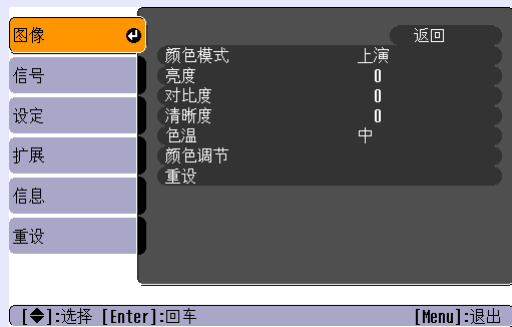 图像
信号
设定
扩展
信息
重设
返回
颜色模式 上演
亮度 0
对比度 0
清晰度 0
色温 中
颜色调节
重设
[◆]:选择 [Enter]:回车 [Menu]:退出